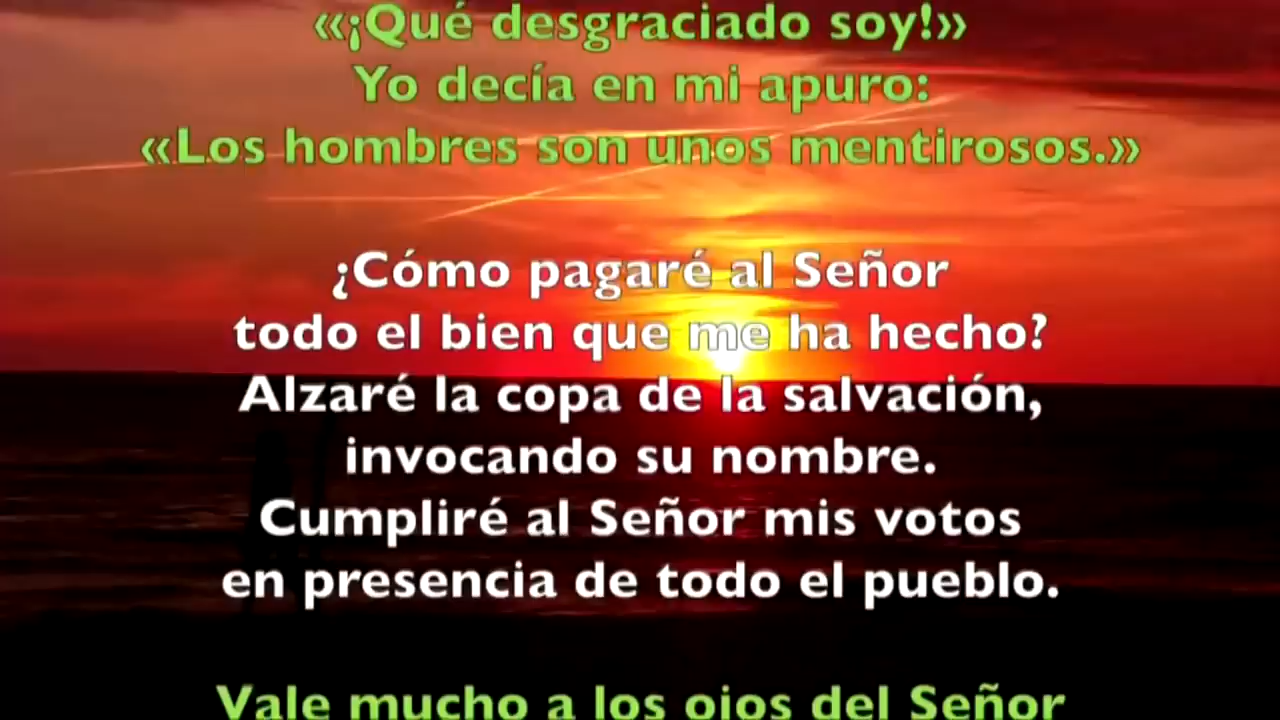 «¡Qué desgraciado soy!»
Yo decía en mi apuro:
«Los hombres son unos mentirosos.»
¿Cómo pagaré al Señor
todo el bien que me ha hecho?
Alzaré la copa de la salvación,
invocando su nombre.
Cumpliré al Señor mis votos
en presencia de todo el pueblo.
Vale mucho a los ojos del Señor